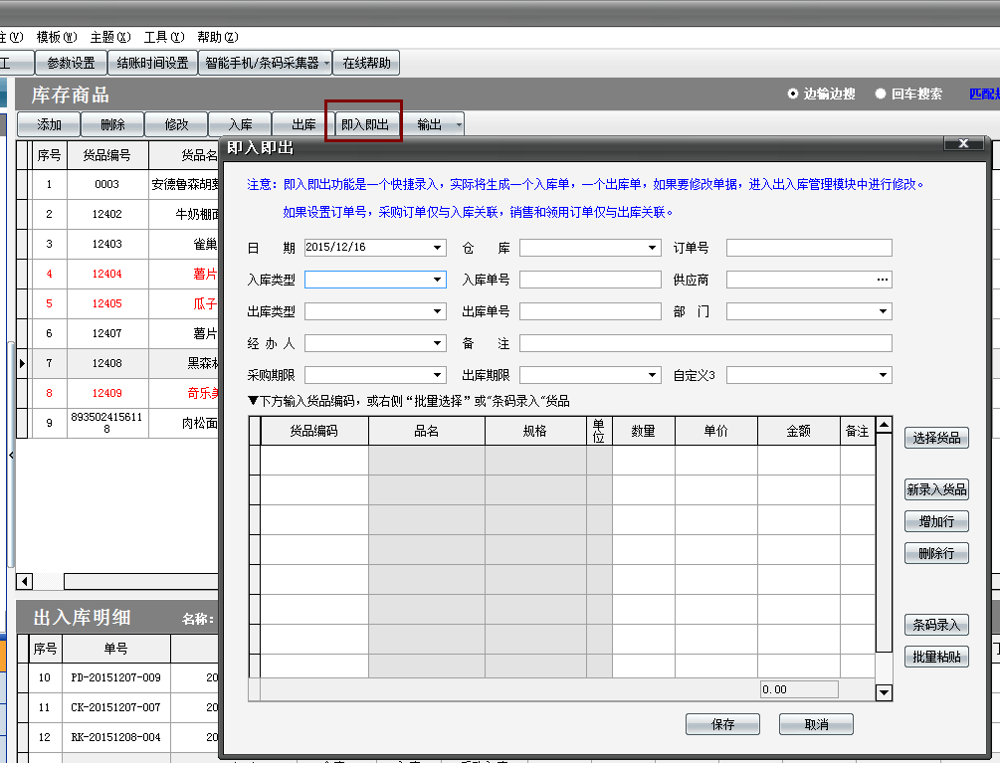 模板(W) 主题(X) 工具(Y) 帮助(Z)
工 参数设置 结账时间设置 智能手机/条码采集器 在线帮助
库存商品 边输边搜 回车搜索
添加 删除 修改 入库 出库 即入即出 输出
序号 货品编号 货品名
1 0003 安德鲁森胡萝
2 12402 牛奶棚面
3 12403 雀巢
4 12404 薯片
5 12405 瓜子
6 12407 薯片
7 12408 黑森林
8 12409 奇乐美
9 893502415611
8 肉松面
出入库明细 名称:
序号 单号
10 PD-20151207-009 20
11 CK-20151207-007 20
12 RK-20151208-004 20
即入即出
注意：即入即出功能是一个快捷录入，实际将生成一个入库单，一个出库单，如果要修改单据，进入出入库管理模块中进行修改。
如果设置订单号，采购订单仅与入库关联，销售和领用订单仅与出库关联。
日 期 2015/12/16 仓 库 订单号
入库类型 入库单号 供应商 ...
出库类型 出库单号 部 门
经 办 人 备 注
采购期限 出库期限 自定义3
▼下方输入货品编码，或右侧“批量选择”或“条码录入“货品
货品编码 品名 规格 单位 数量 单价 金额 备注
选择货品
新录入货品
增加行
删除行
条码录入
批量粘贴
0.00
保存 取消